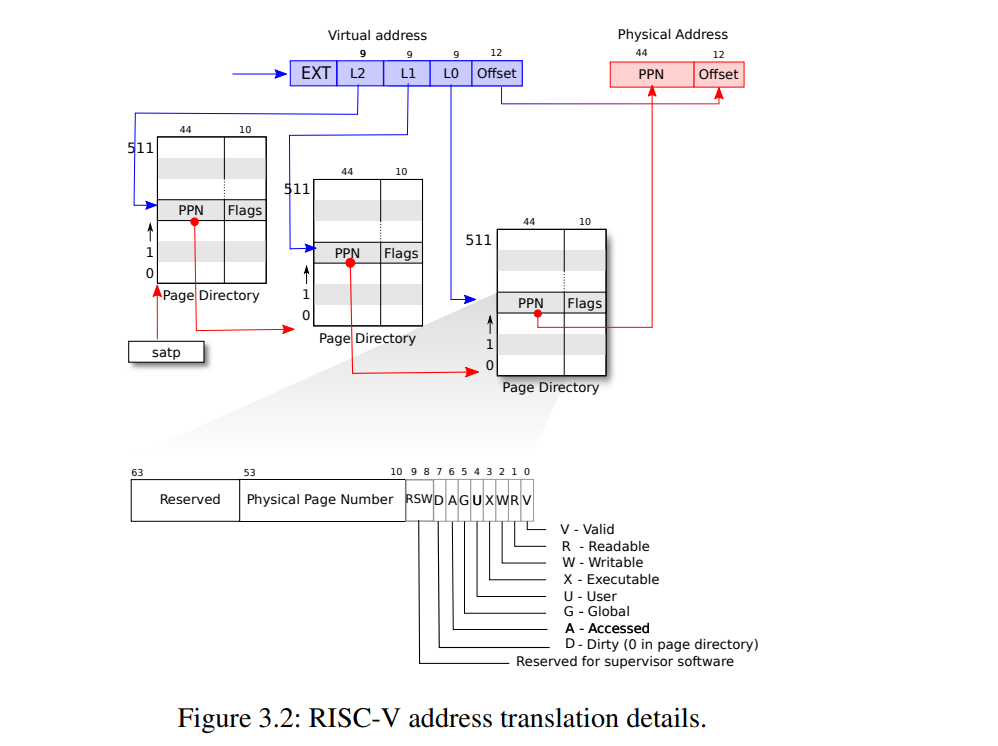 Virtual address
Physical Address
9 9 9 12
44 12
EXT L2 L1 L0 Offset
PPN Offset
44 10
511
PPN Flags
1
0
Page Directory
satp
44 10
511
PPN Flags
1
0
Page Directory
44 10
511
PPN Flags
1
0
Page Directory
63 53 10 9 8 7 6 5 4 3 2 1 0
Reserved Physical Page Number RSW D A G U X W R V
V - Valid
R - Readable
W - Writable
X - Executable
U - User
G - Global
A - Accessed
D - Dirty (0 in page directory)
Reserved for supervisor software
Figure 3.2: RISC-V address translation details.